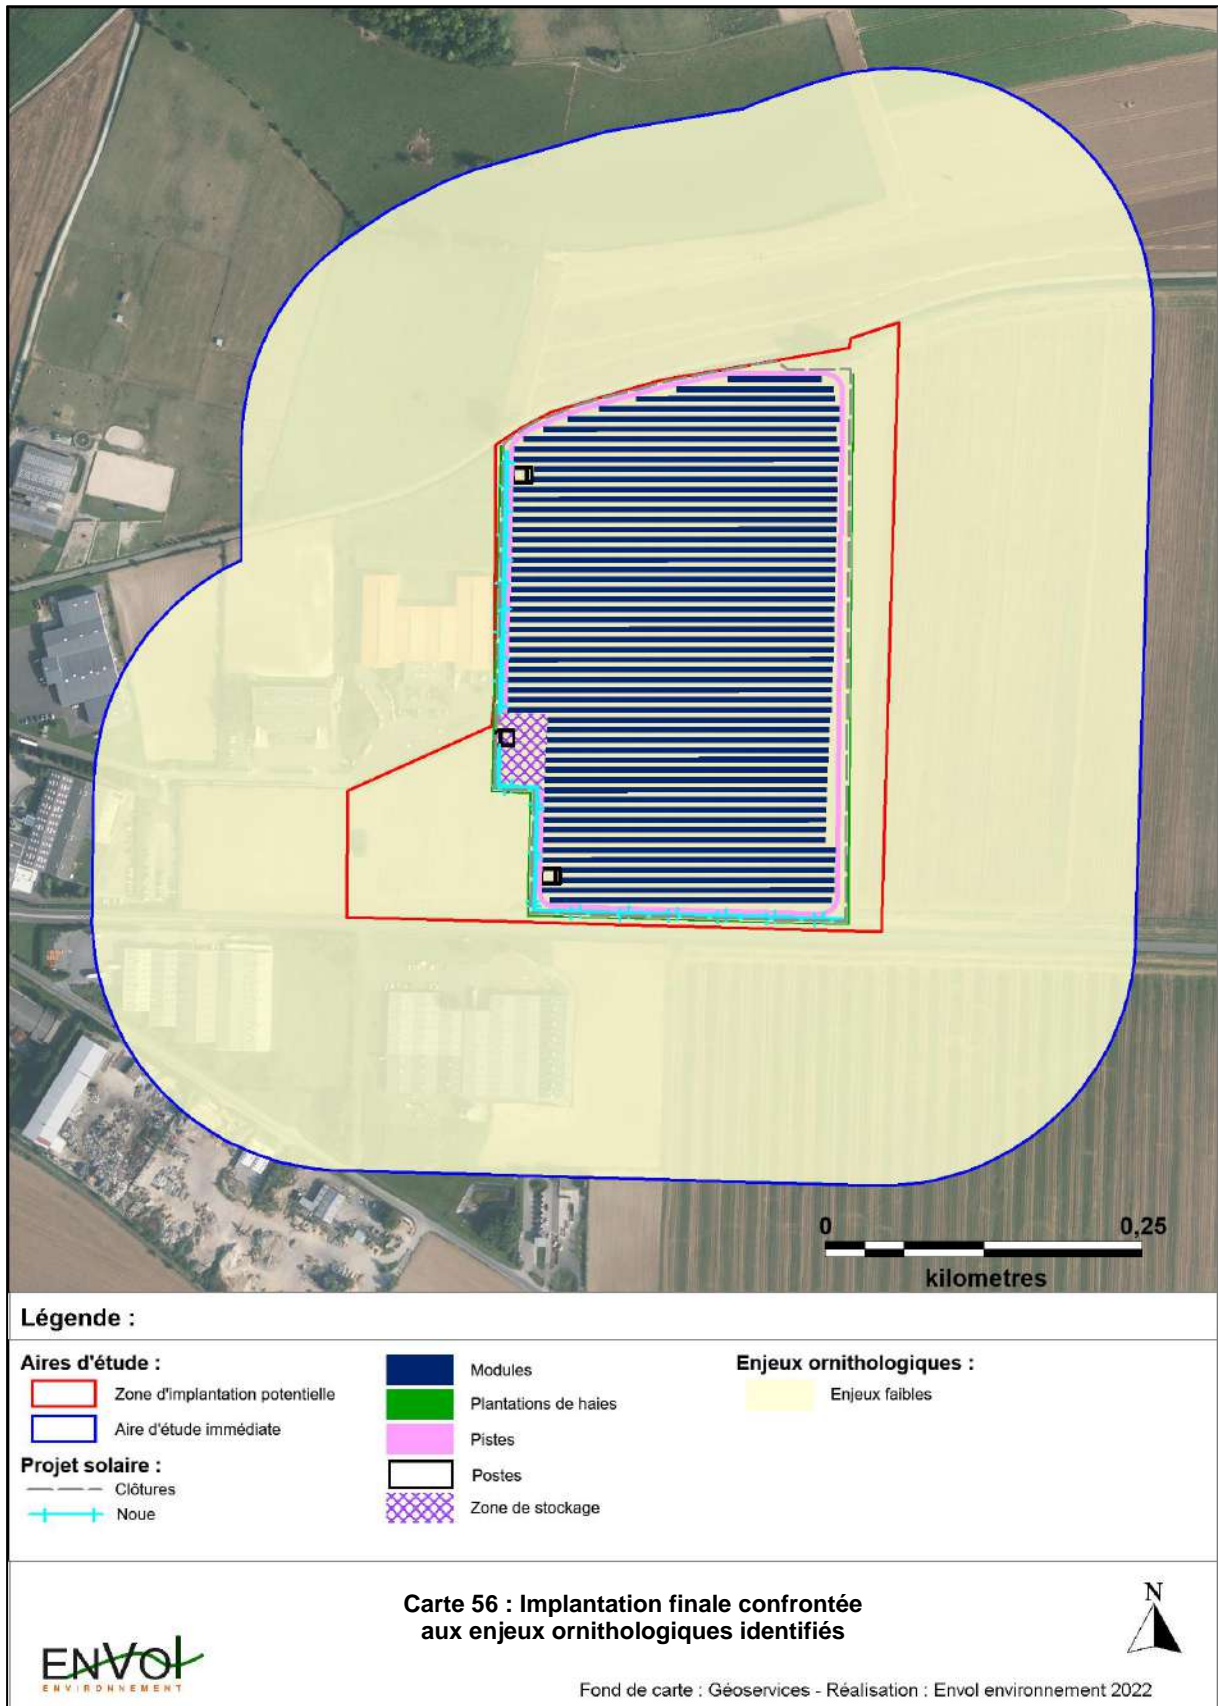 0 0,25
kilometres
Légende :
Aires d'étude :
Zone d'implantation potentielle
Aire d'étude immédiate
Projet solaire :
Clôtures
Noue
Modules
Plantations de haies
Pistes
Postes
Zone de stockage
Enjeux ornithologiques :
Enjeux faibles
Carte 56 : Implantation finale confrontée
aux enjeux ornithologiques identifiés
N
ENVOl
ENVIRONNEMENT
Fond de carte : Géoservices - Réalisation : Envol environnement 2022